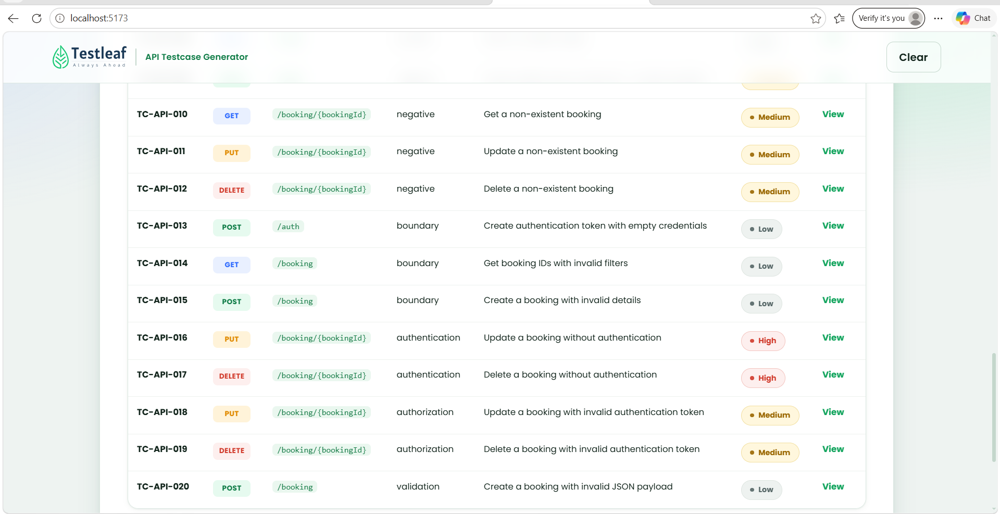 localhost:5173
Verify it's you
Chat
Testleaf
Always Ahead
API Testcase Generator
Clear
TC-API-010 GET /booking/{bookingId} negative Get a non-existent booking Medium View
TC-API-011 PUT /booking/{bookingId} negative Update a non-existent booking Medium View
TC-API-012 DELETE /booking/{bookingId} negative Delete a non-existent booking Medium View
TC-API-013 POST /auth boundary Create authentication token with empty credentials Low View
TC-API-014 GET /booking boundary Get booking IDs with invalid filters Low View
TC-API-015 POST /booking boundary Create a booking with invalid details Low View
TC-API-016 PUT /booking/{bookingId} authentication Update a booking without authentication High View
TC-API-017 DELETE /booking/{bookingId} authentication Delete a booking without authentication High View
TC-API-018 PUT /booking/{bookingId} authorization Update a booking with invalid authentication token Medium View
TC-API-019 DELETE /booking/{bookingId} authorization Delete a booking with invalid authentication token Medium View
TC-API-020 POST /booking validation Create a booking with invalid JSON payload Low View